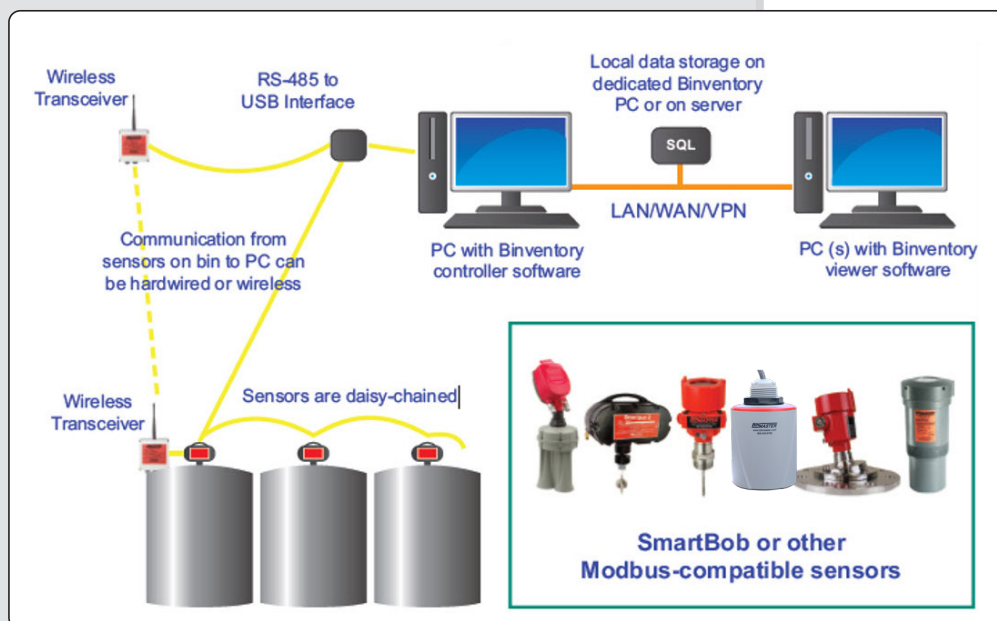 Wireless
Transceiver
RS-485 to
USB Interface
Local data storage on
dedicated Binventory
PC or on server
SQL
LAN/WAN/VPN
PC with Binventory
controller software
PC (s) with Binventory
viewer software
Communication from
sensors on bin to PC can
be hardwired or wireless
Wireless
Transceiver
Sensors are daisy-chained
SmartBob or other
Modbus-compatible sensors